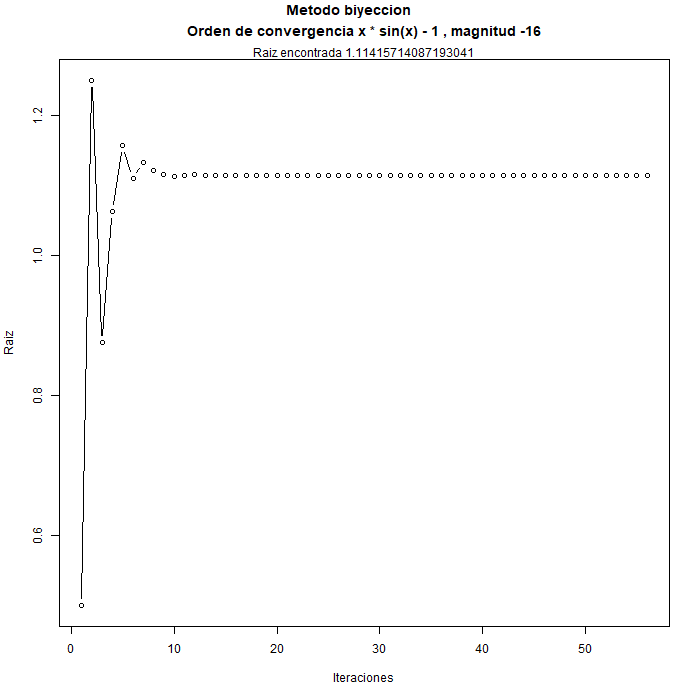 Metodo biyeccion
Orden de convergencia x * sin(x) - 1 , magnitud -16
Raiz encontrada 1.11415714087193041
1.2
1.0
0.8
0.6
Raiz
0 10 20 30 40 50
Iteraciones